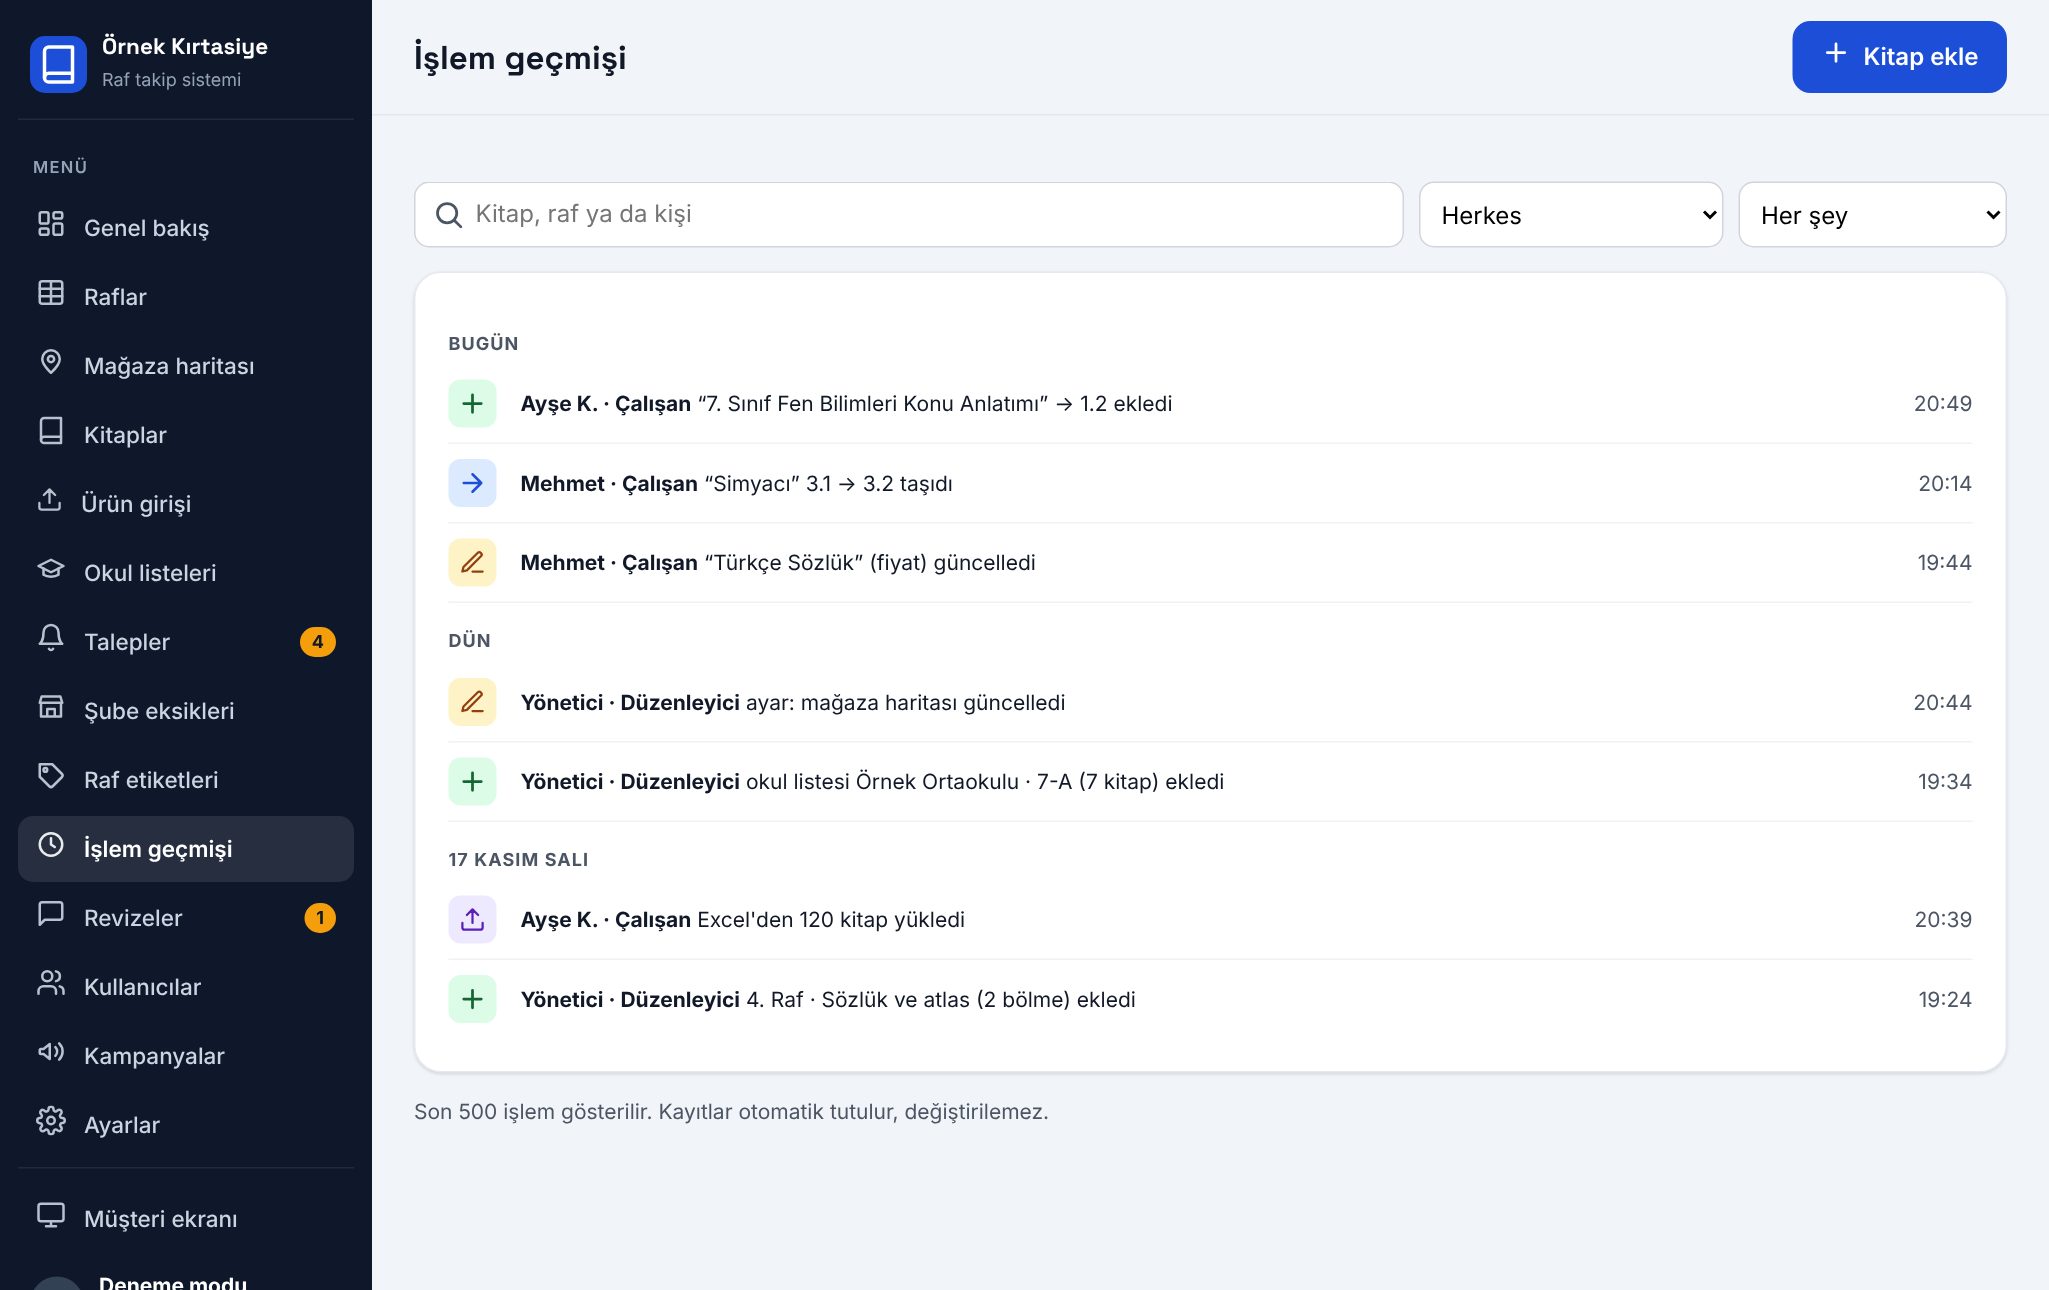 Örnek Kırtasiye
Raf takip sistemi
MENÜ
Genel bakış
Raflar
Mağaza haritası
Kitaplar
Ürün girişi
Okul listeleri
Talepler 4
Şube eksikleri
Raf etiketleri
İşlem geçmişi
Revizeler 1
Kullanıcılar
Kampanyalar
Ayarlar
Müşteri ekranı
Deneme modu
İşlem geçmişi
+ Kitap ekle
Kitap, raf ya da kişi
Herkes
Her şey
BUGÜN
Ayşe K. · Çalışan “7. Sınıf Fen Bilimleri Konu Anlatımı” → 1.2 ekledi 20:49
Mehmet · Çalışan “Simyacı” 3.1 → 3.2 taşıdı 20:14
Mehmet · Çalışan “Türkçe Sözlük” (fiyat) güncelledi 19:44
DÜN
Yönetici · Düzenleyici ayar: mağaza haritası güncelledi 20:44
Yönetici · Düzenleyici okul listesi Örnek Ortaokulu · 7-A (7 kitap) ekledi 19:34
17 KASIM SALI
Ayşe K. · Çalışan Excel'den 120 kitap yükledi 20:39
Yönetici · Düzenleyici 4. Raf · Sözlük ve atlas (2 bölme) ekledi 19:24
Son 500 işlem gösterilir. Kayıtlar otomatik tutulur, değiştirilemez.